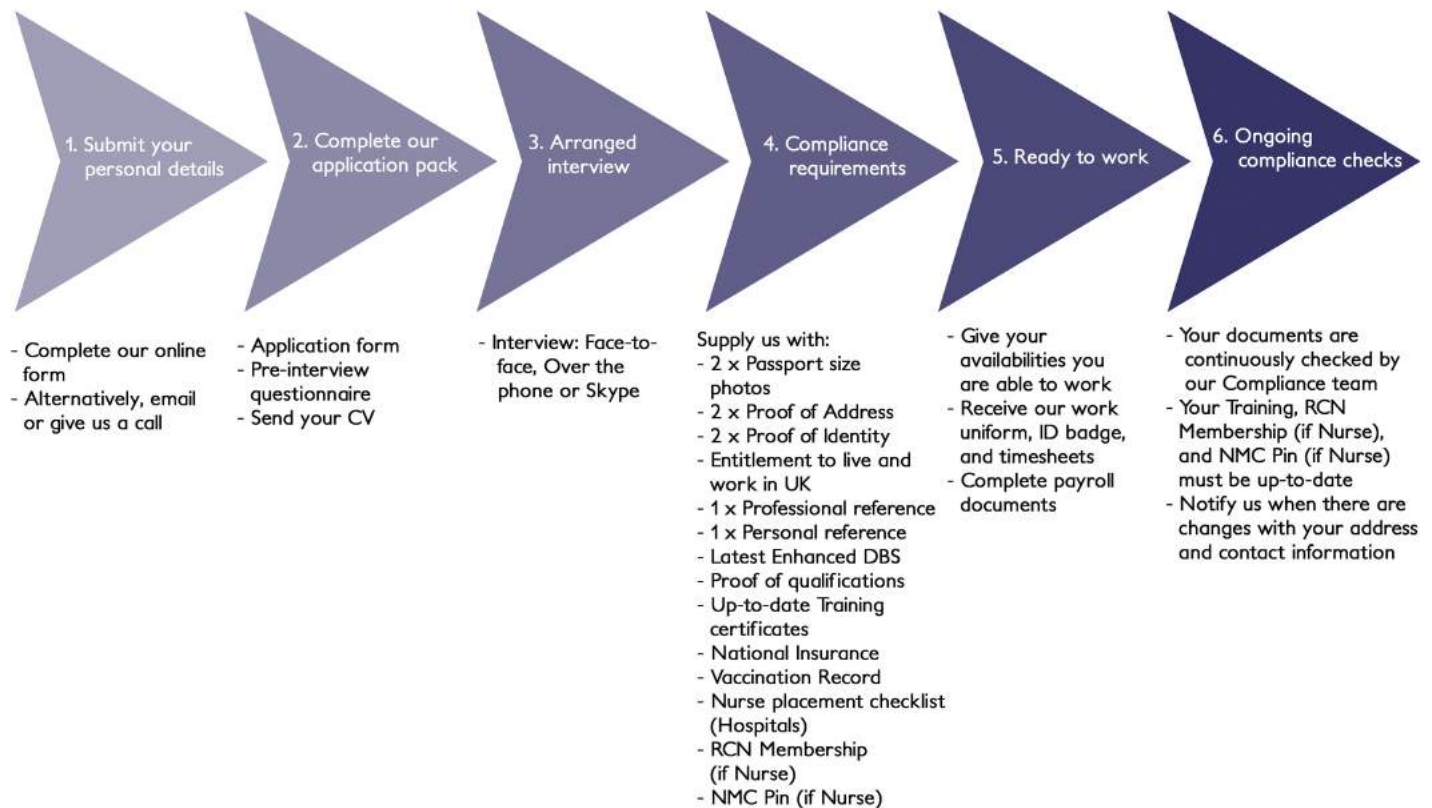 1. Submit your
personal details
2. Complete our
application pack
3. Arranged
interview
4. Compliance
requirements
5. Ready to work
6. Ongoing
compliance checks
- Complete our online
form
- Alternatively, email
or give us a call
- Application form
- Pre-interview
questionnaire
- Send your CV
- Interview: Face-to-
face, Over the
phone or Skype
Supply us with:
- 2 x Passport size
photos
- 2 x Proof of Address
- 2 x Proof of Identity
- Entitlement to live and
work in UK
- 1 x Professional reference
- 1 x Personal reference
- Latest Enhanced DBS
- Proof of qualifications
- Up-to-date Training
certificates
- National Insurance
- Vaccination Record
- Nurse placement checklist
(Hospitals)
- RCN Membership
(if Nurse)
- NMC Pin (if Nurse)
- Give your
availabilities you
are able to work
- Receive our work
uniform, ID badge,
and timesheets
- Complete payroll
documents
- Your documents are
continuously checked by
our Compliance team
- Your Training, RCN
Membership (if Nurse),
and NMC Pin (if Nurse)
must be up-to-date
- Notify us when there are
changes with your address
and contact information